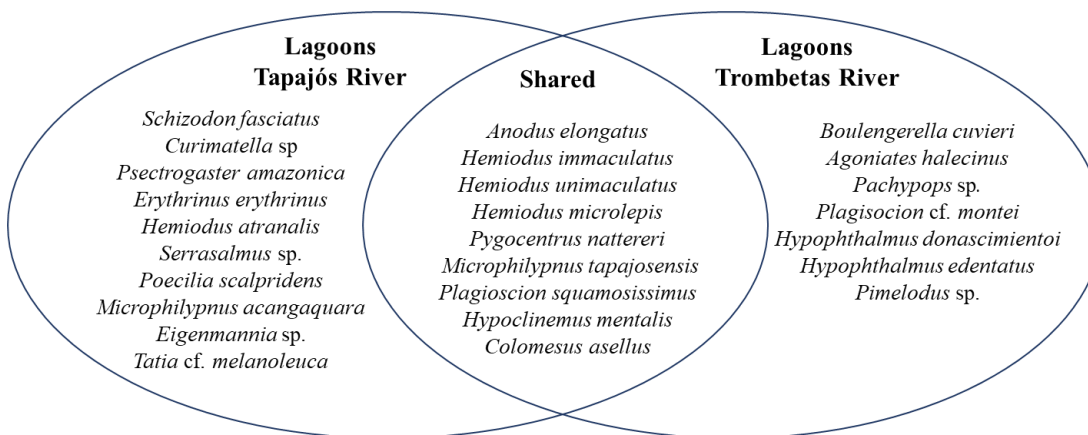 Lagoons
Tapajós River
Schizodon fasciatus
Curimatella sp
Psectrogaster amazonica
Erythrinus erythrinus
Hemiodus atranalis
Serrasalmus sp.
Poecilia scalpridens
Microphilypnus acangaquara
Eigenmannia sp.
Tatia cf. melanoleuca
Shared
Anodus elongatus
Hemiodus immaculatus
Hemiodus unimaculatus
Hemiodus microlepis
Pygocentrus nattereri
Microphilypnus tapajosensis
Plagioscion squamosissimus
Hypoclinemus mentalis
Colomesus asellus
Lagoons
Trombetas River
Boulengerella cuvieri
Agoniates halecinus
Pachypops sp.
Plagisocion cf. montei
Hypophthalmus donascimientoi
Hypophthalmus edentatus
Pimelodus sp.